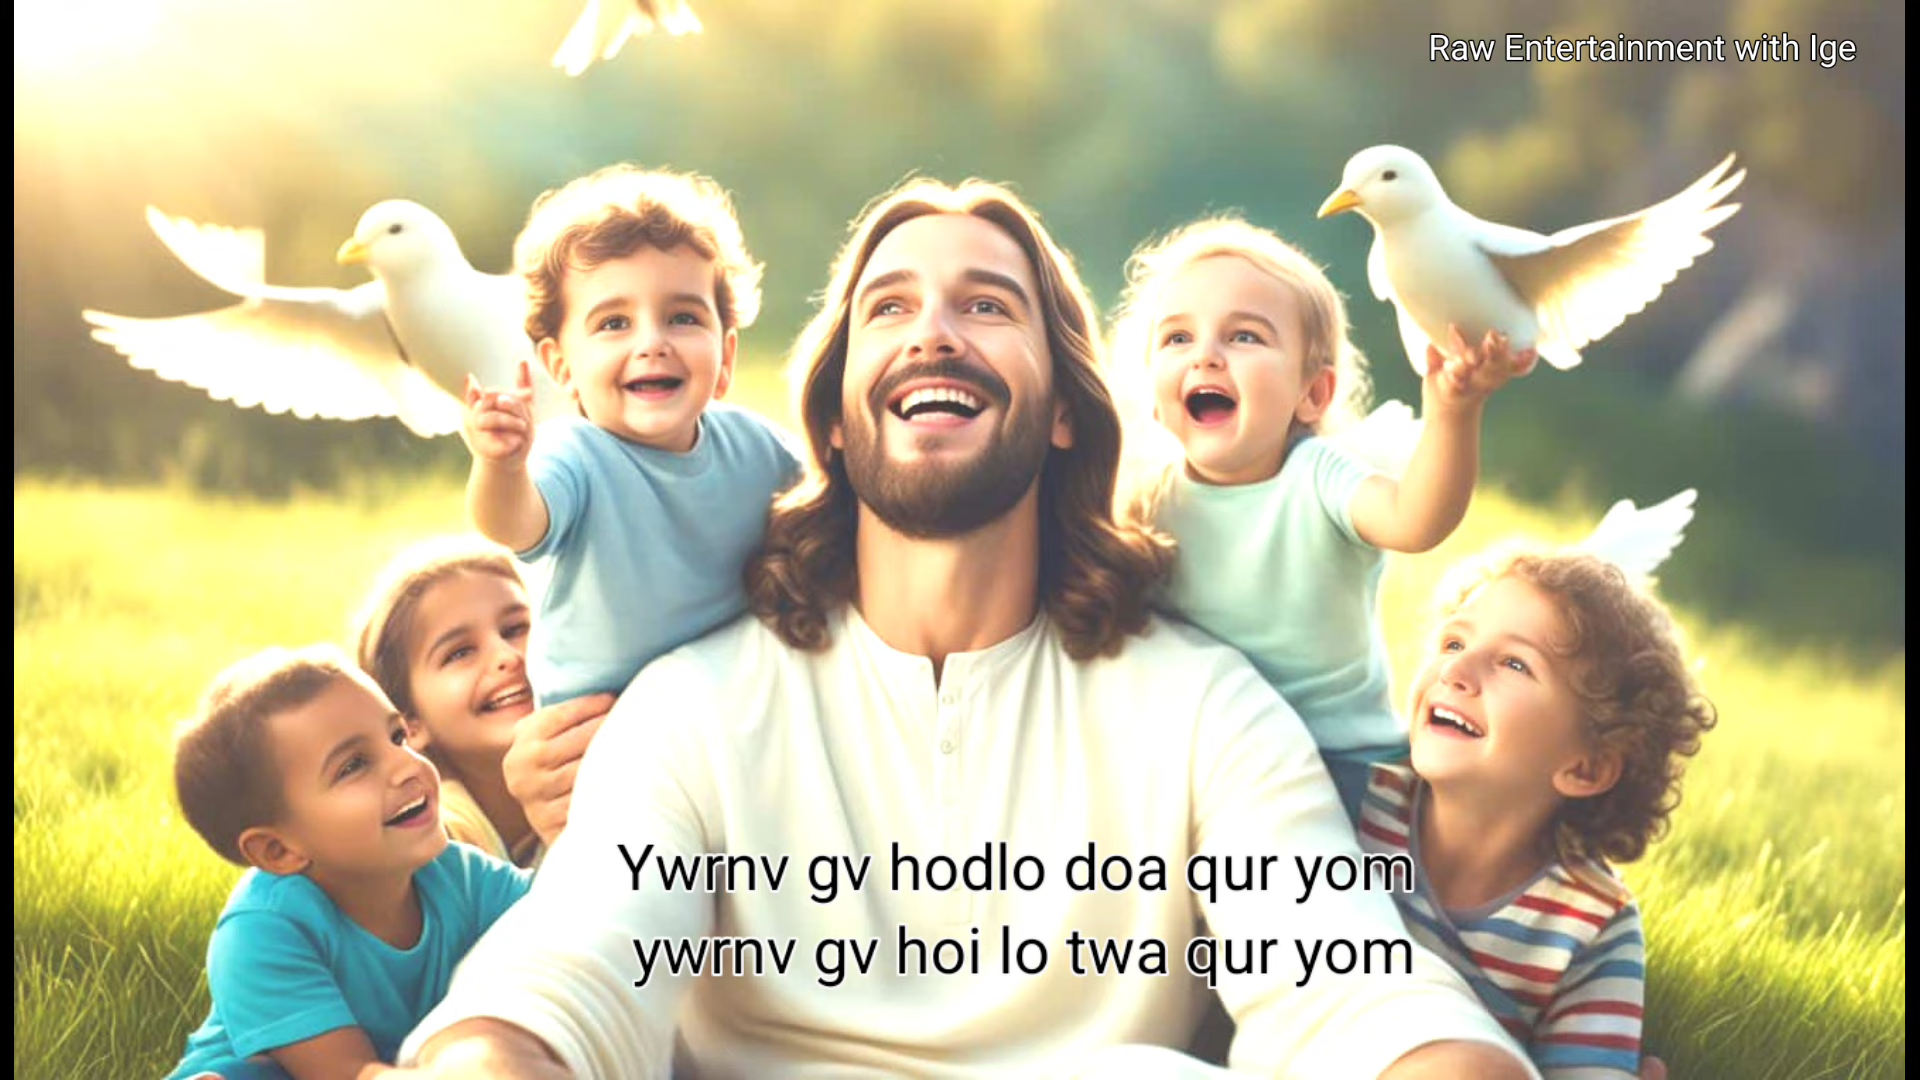 Raw Entertainment with Ige
Ywrnv gv hodlo doa qur yom
ywrnv gv hoi lo twa qur yom